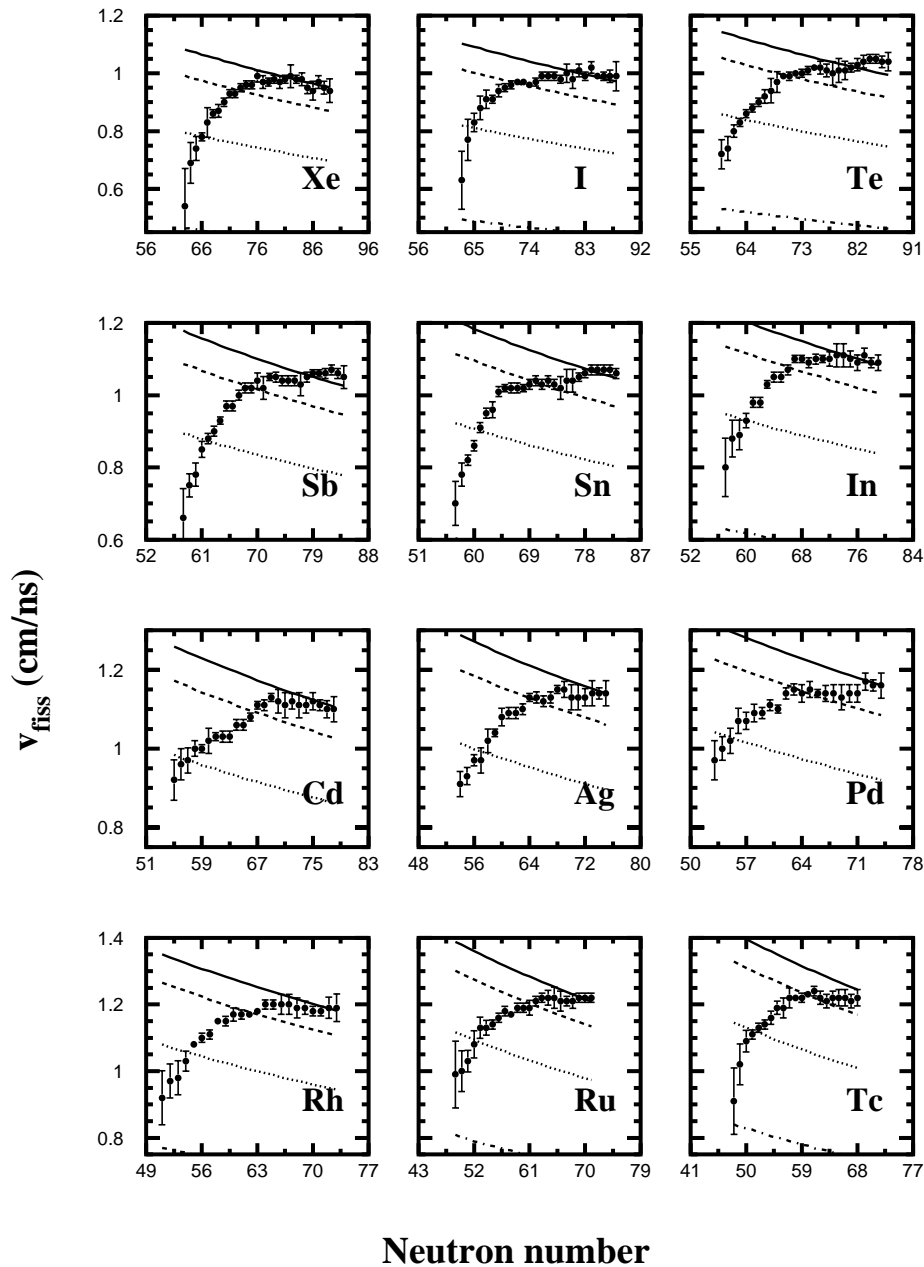 1.2
1
0.8
0.6
Xe
I
Te
56 66 76 86 96
56 65 74 83 92
55 64 73 82 91
1.2
1
0.8
0.6
Sb
Sn
In
52 61 70 79 88
51 60 69 78 87
52 60 68 76 84
v_fiss (cm/ns)
1.2
1
0.8
Cd
Ag
Pd
51 59 67 75 83
48 56 64 72 80
50 57 64 71 78
1.4
1.2
1
0.8
Rh
Ru
Tc
49 56 63 70 77
43 52 61 70 79
41 50 59 68 77
Neutron number